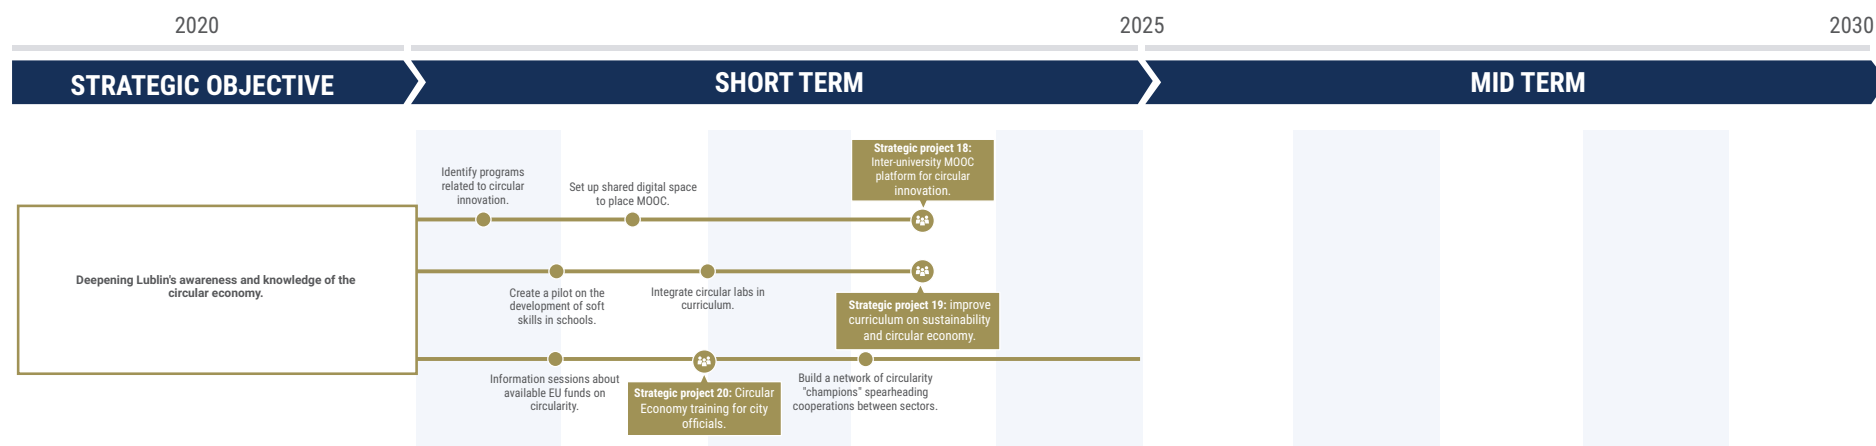 2020
2025
2030
STRATEGIC OBJECTIVE
SHORT TERM
MID TERM
Strategic project 18:
Inter-university MOOC
platform for circular
innovation.
Identify programs
related to circular
innovation.
Set up shared digital space
to place MOOC.
Deepening Lublin's awareness and knowledge of the
circular economy.
Create a pilot on the
development of soft
skills in schools.
Integrate circular labs in
curriculum.
Strategic project 19: improve
curriculum on sustainability
and circular economy.
Information sessions about
available EU funds on
circularity.
Strategic project 20: Circular
Economy training for city
officials.
Build a network of circularity
"champions" spearheading
cooperations between sectors.